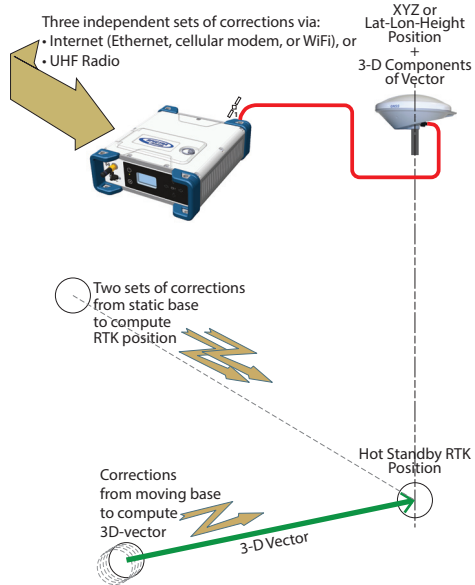 Three independent sets of corrections via:
• Internet (Ethernet, cellular modem, or WiFi), or
• UHF Radio
XYZ or
Lat-Lon-Height
Position
+
3-D Components
of Vector
Two sets of corrections
from static base
to compute
RTK position
Hot Standby RTK
Position
Corrections
from moving base
to compute
3D-vector
3-D Vector